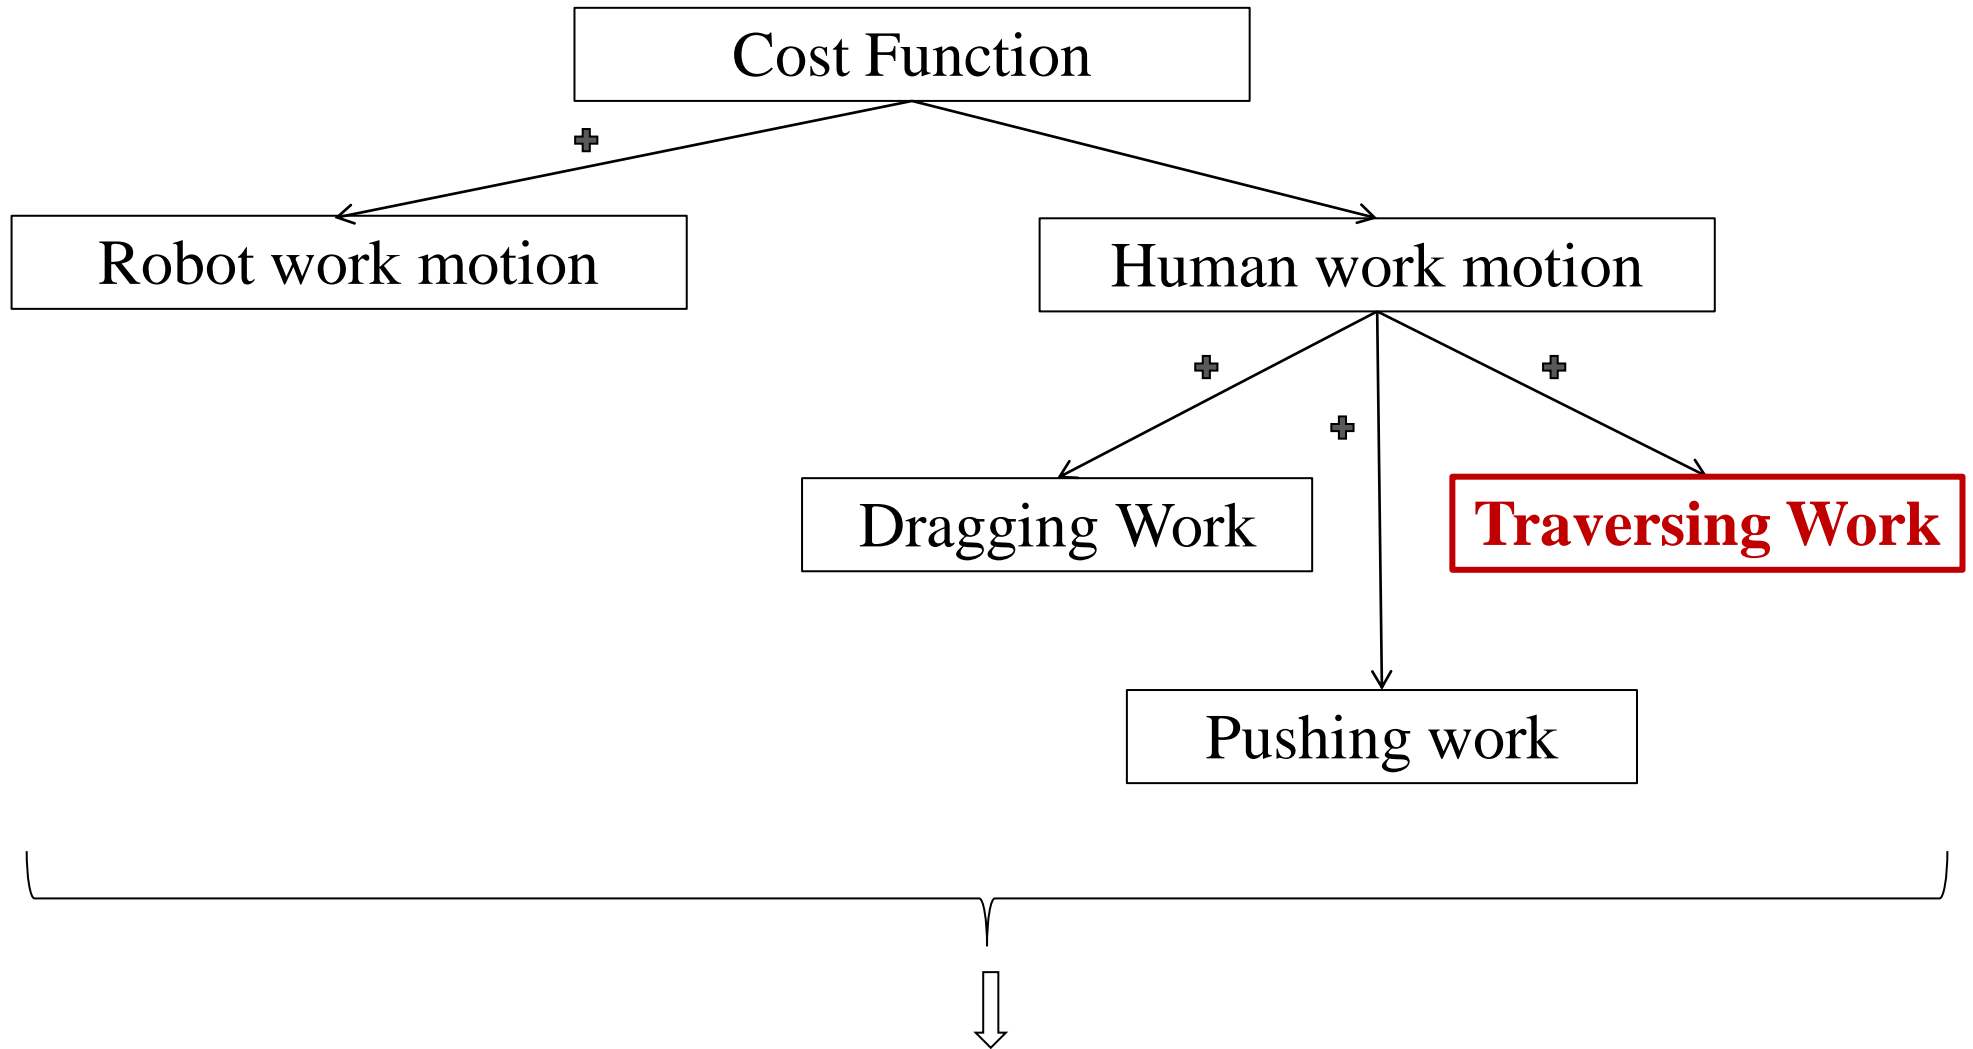 Cost Function
Robot work motion
Human work motion
Dragging Work
Traversing Work
Pushing work